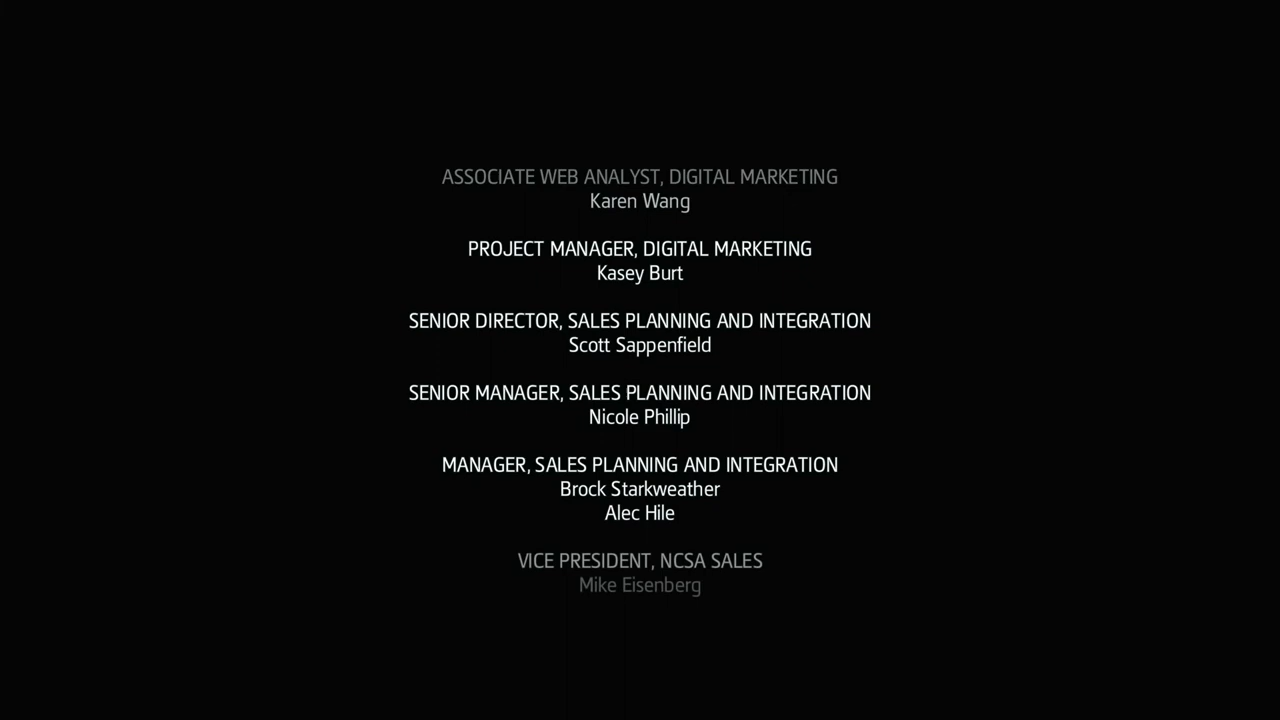 ASSOCIATE WEB ANALYST, DIGITAL MARKETING
Karen Wang
PROJECT MANAGER, DIGITAL MARKETING
Kasey Burt
SENIOR DIRECTOR, SALES PLANNING AND INTEGRATION
Scott Sappenfield
SENIOR MANAGER, SALES PLANNING AND INTEGRATION
Nicole Phillip
MANAGER, SALES PLANNING AND INTEGRATION
Brock Starkweather
Alec Hile
VICE PRESIDENT, NCSA SALES
Mike Eisenberg